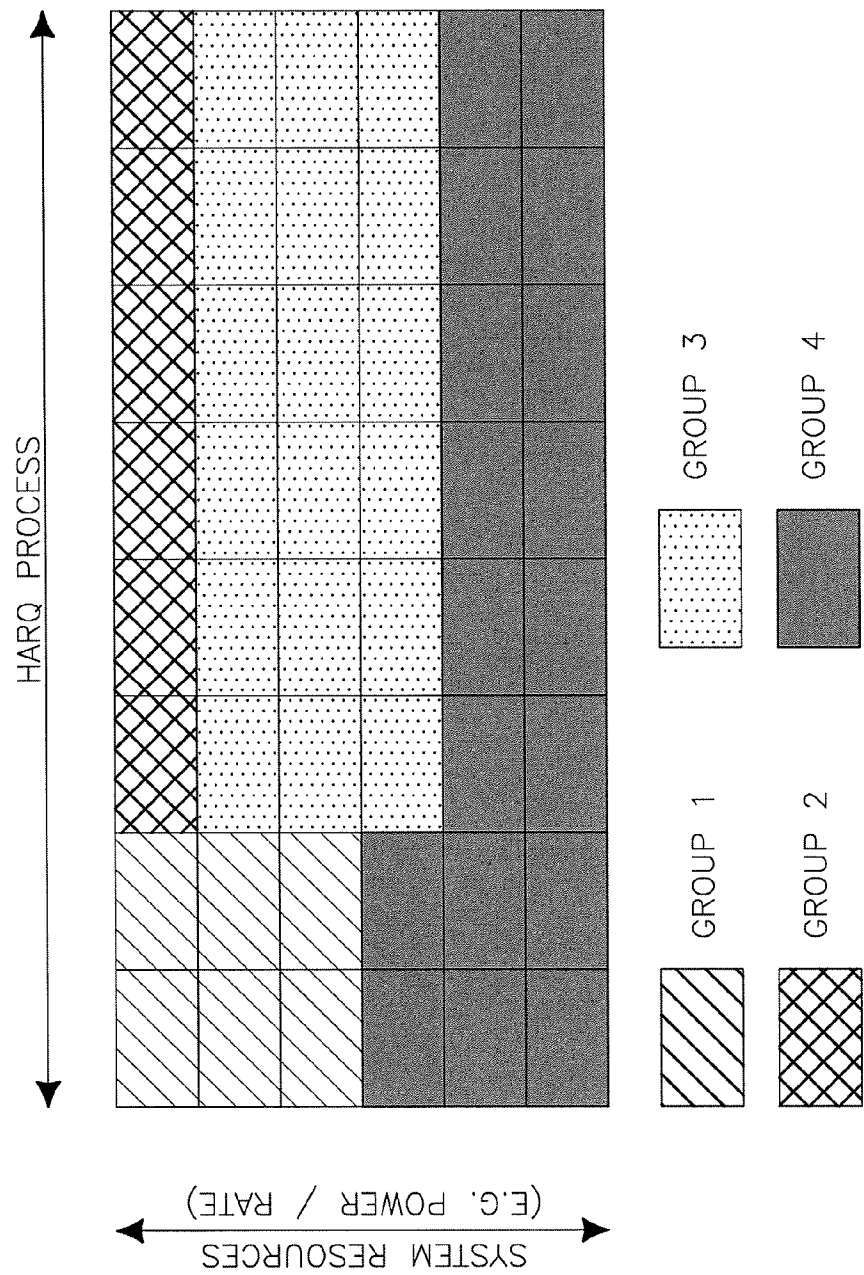 HARQ PROCESS
SYSTEM RESOURCES
(E.G. POWER / RATE)
GROUP 1
GROUP 3
GROUP 2
GROUP 4